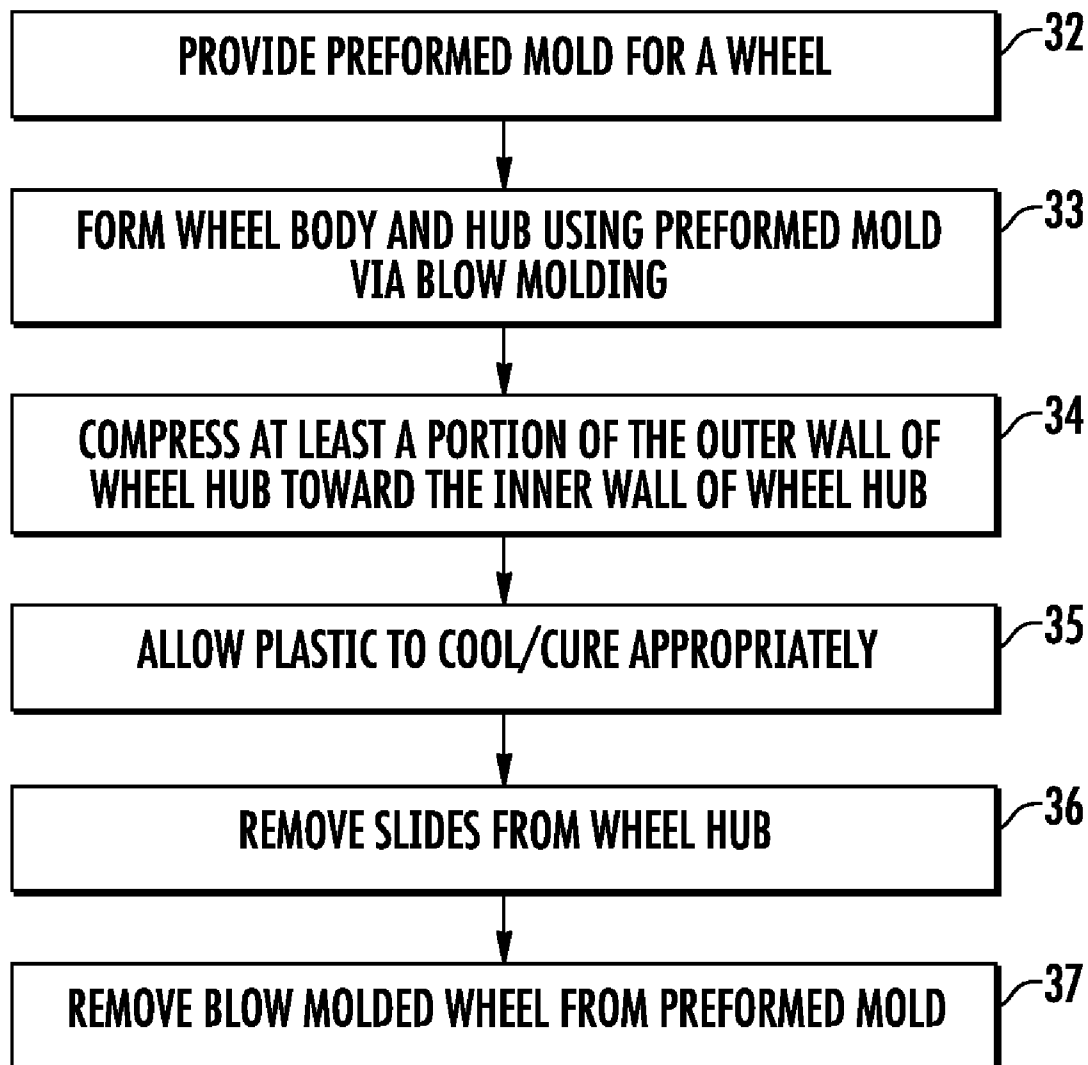 PROVIDE PREFORMED MOLD FOR A WHEEL
32
FORM WHEEL BODY AND HUB USING PREFORMED MOLD
VIA BLOW MOLDING
33
COMPRESS AT LEAST A PORTION OF THE OUTER WALL OF
WHEEL HUB TOWARD THE INNER WALL OF WHEEL HUB
34
ALLOW PLASTIC TO COOL/CURE APPROPRIATELY
35
REMOVE SLIDES FROM WHEEL HUB
36
REMOVE BLOW MOLDED WHEEL FROM PREFORMED MOLD
37